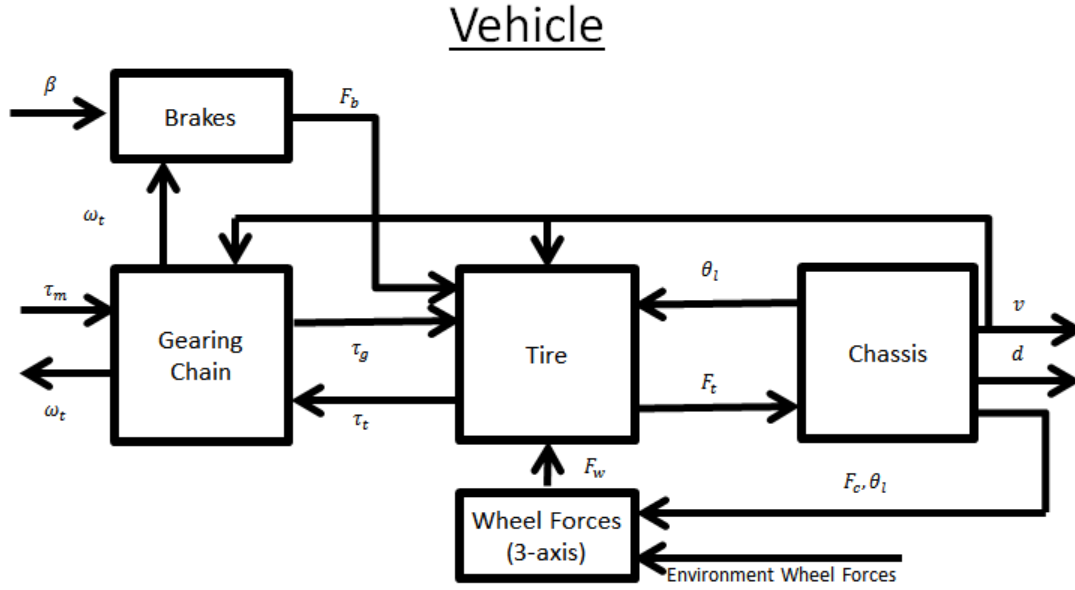 Vehicle
β
Brakes
F_b
ω_t
τ_m
Gearing
Chain
ω_t
τ_g
τ_t
Tire
θ_l
F_t
Chassis
v
d
F_w
F_c, θ_l
Wheel Forces
(3-axis)
Environment Wheel Forces